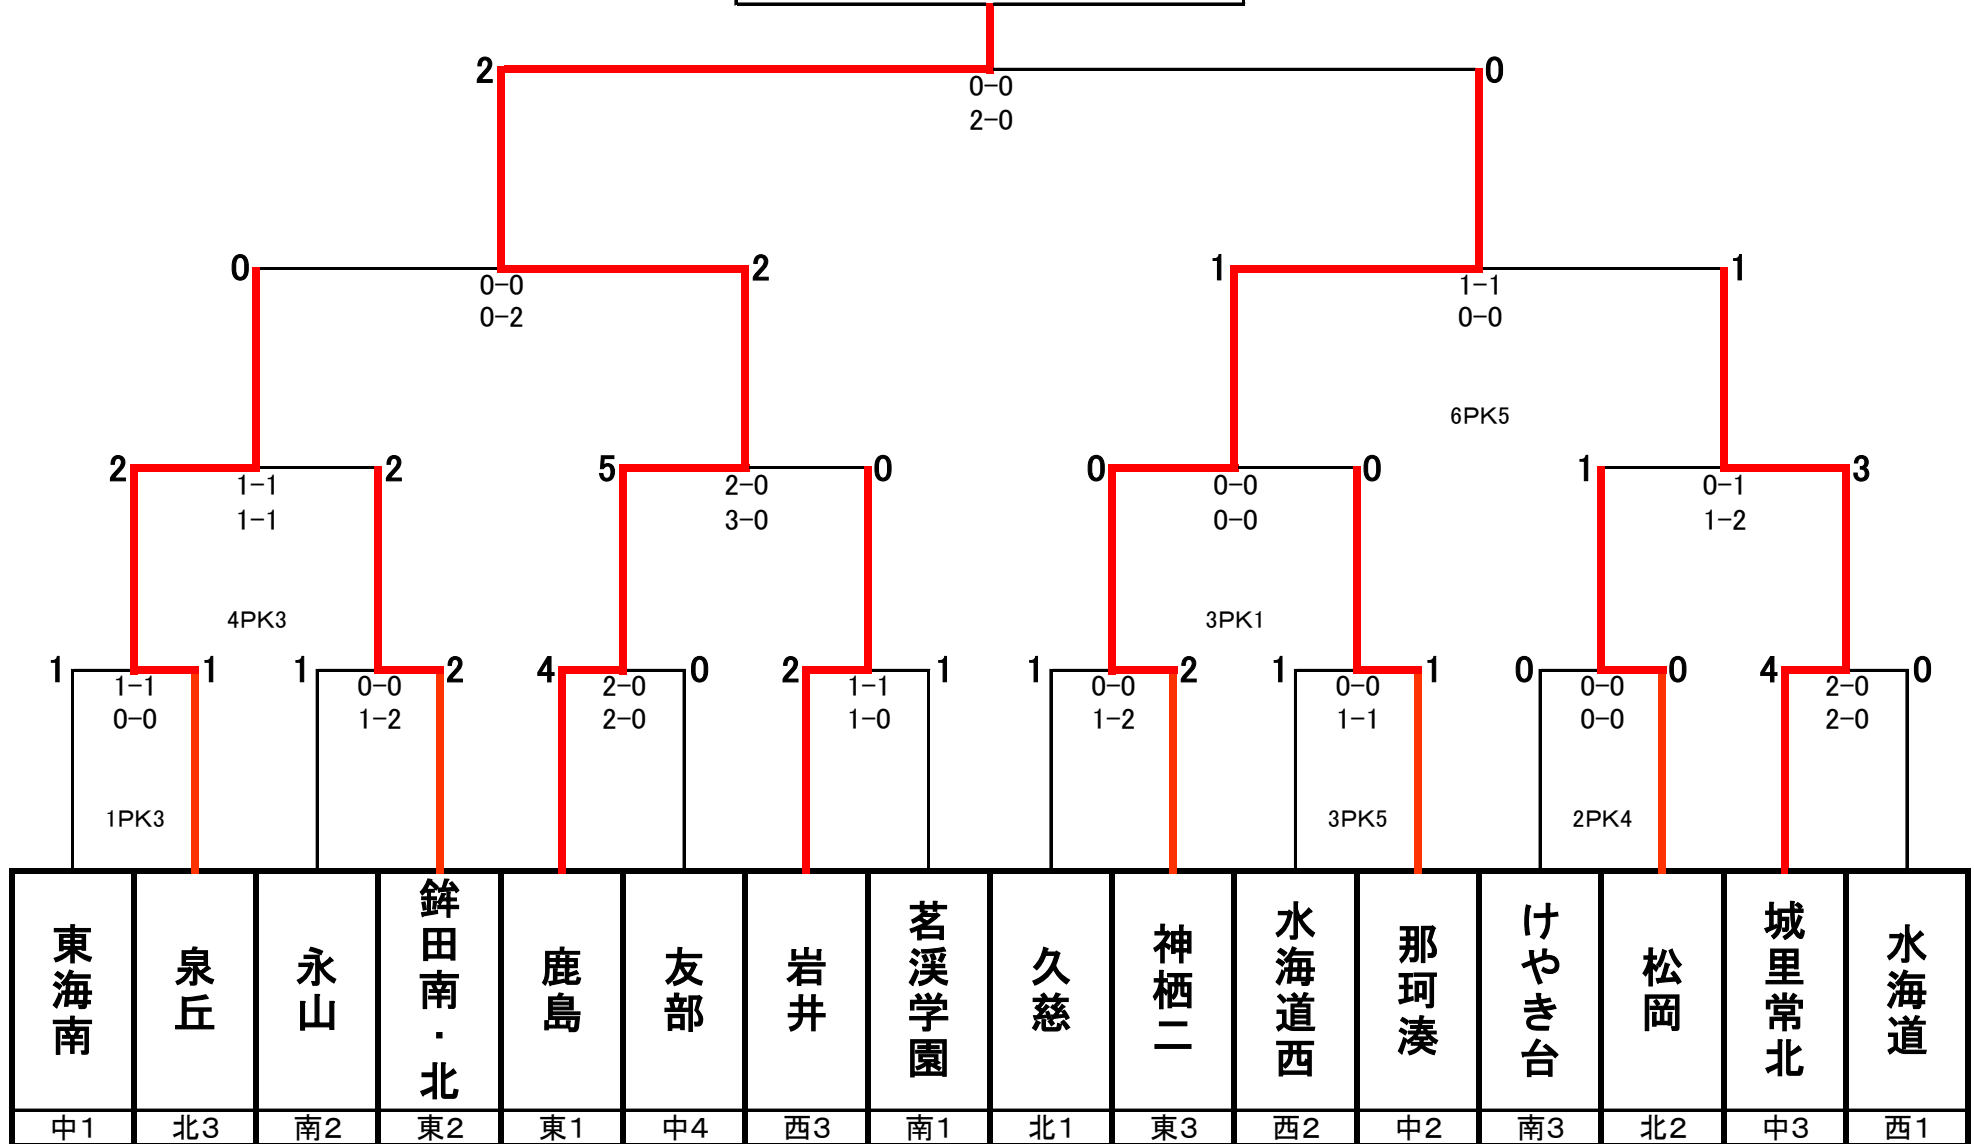 2 0
0-0
2-0
0 2 1 1
0-0 1-1
0-2 0-0
6PK5
2 2 5 0 0 0 1 3
1-1 2-0 0-0 0-1
1-1 3-0 0-0 1-2
4PK3 3PK1
1 1 1 2 4 0 2 1 1 2 1 1 0 0 4 0
1-1 0-0 2-0 1-1 0-0 0-0 0-0 2-0
0-0 1-2 2-0 1-0 1-2 1-1 0-0 2-0
1PK3 3PK5 2PK4
東海南
泉丘
永山
鉾田南・北
鹿島
友部
岩井
茗溪学園
久慈
神栖二
水海道西
那珂湊
けやき台
松岡
城里常北
水海道
中1 北3 南2 東2 東1 中4 西3 南1 北1 東3 西2 中2 南3 北2 中3 西1